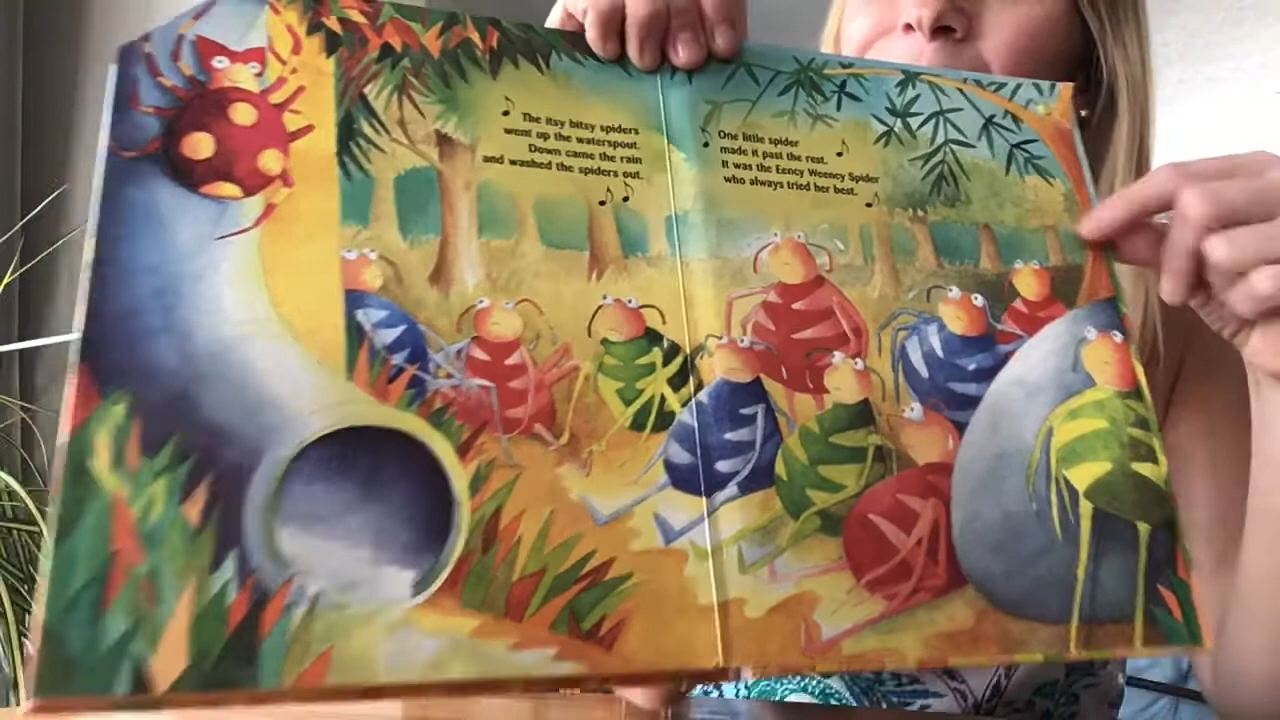 The itsy bitsy spiders
went up the waterspout.
Down came the rain
and washed the spiders out.
One little spider
made it past the rest.
It was the Eency Weency Spider
who always tried her best.